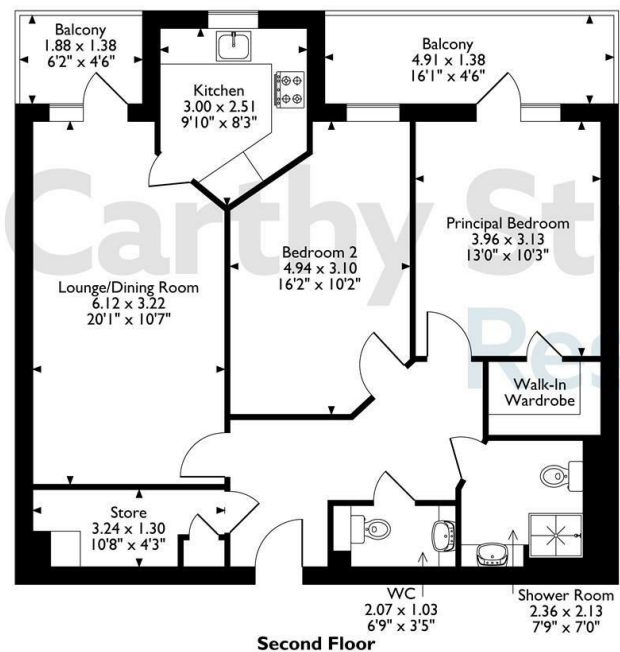 Balcony
1.88 x 1.38
6'2" x 4'6"
Balcony
4.91 x 1.38
16'1" x 4'6"
Kitchen
3.00 x 2.51
9'10" x 8'3"
Carthy St
Principal Bedroom
3.96 x 3.13
13'0" x 10'3"
Bedroom 2
4.94 x 3.10
16'2" x 10'2"
Lounge/Dining Room
6.12 x 3.22
20'1" x 10'7"
Res
Walk-In
Wardrobe
Store
3.24 x 1.30
10'8" x 4'3"
WC
2.07 x 1.03
6'9" x 3'5"
Shower Room
2.36 x 2.13
7'9" x 7'0"
Second Floor